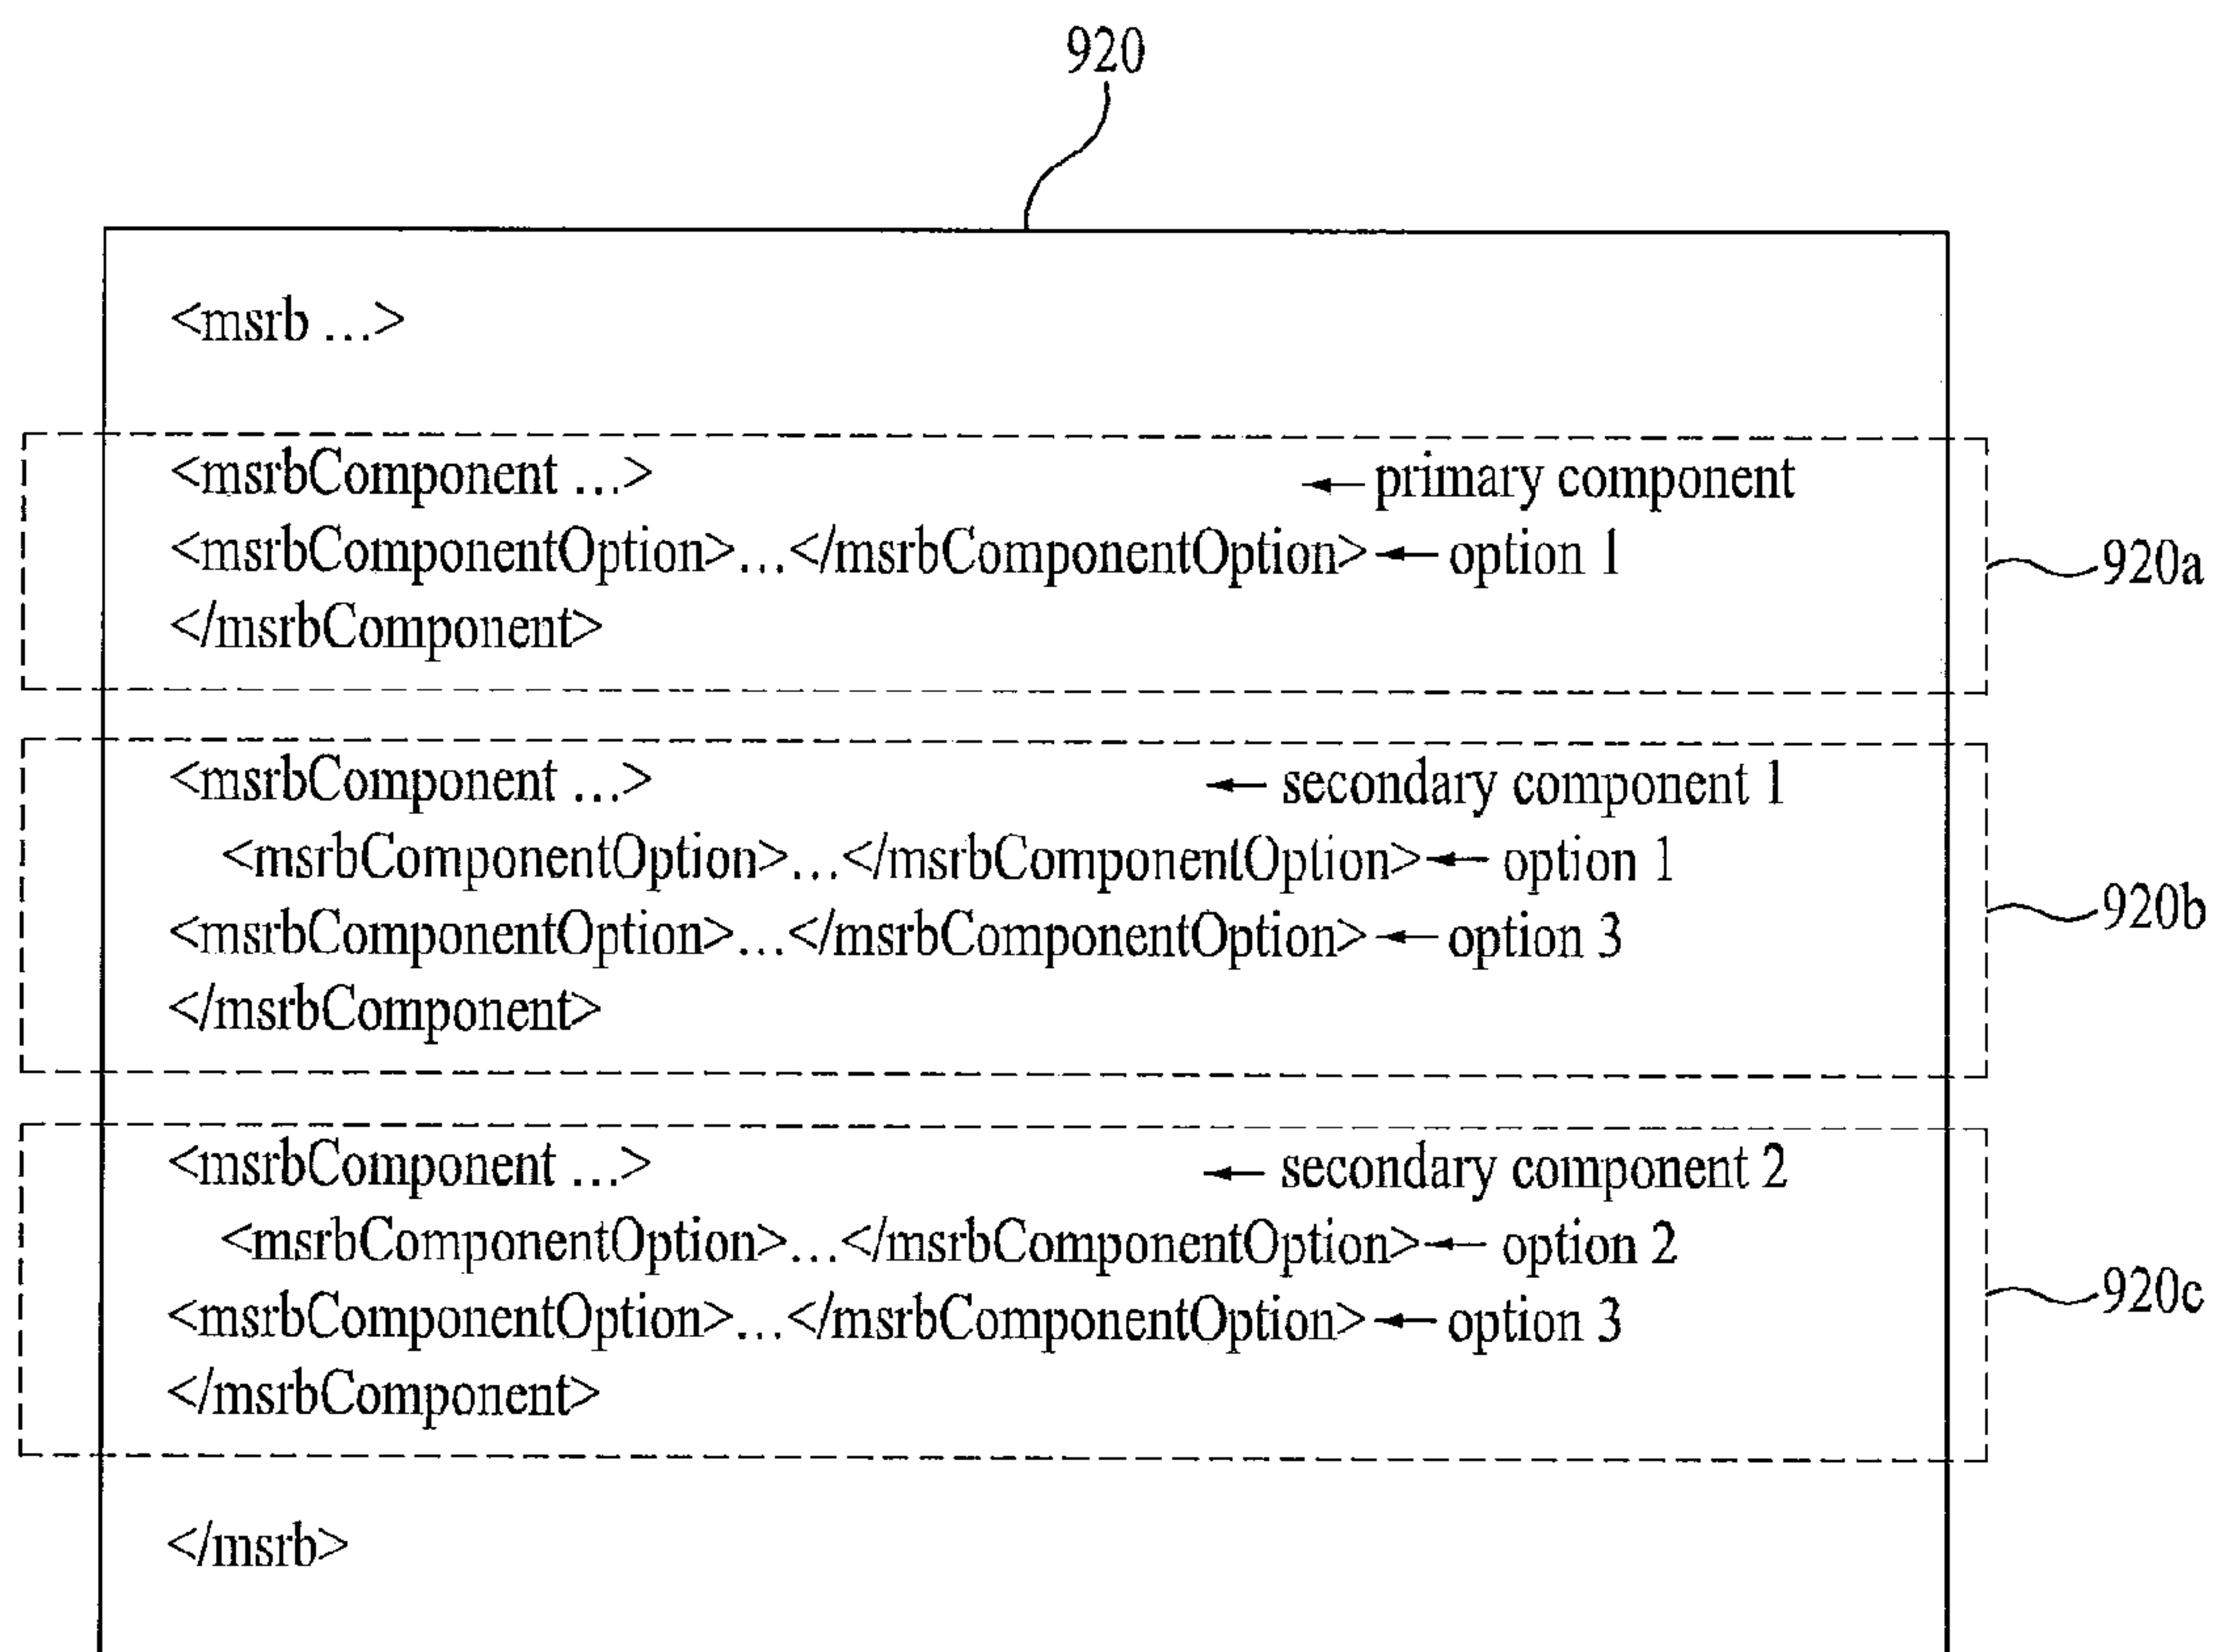 920
<msrb ...>
<msrbComponent ...> ← primary component
<msrbComponentOption>...</msrbComponentOption> ← option 1
</msrbComponent>
920a
<msrbComponent ...> ← secondary component 1
<msrbComponentOption>...</msrbComponentOption> ← option 1
<msrbComponentOption>...</msrbComponentOption> ← option 3
</msrbComponent>
920b
<msrbComponent ...> ← secondary component 2
<msrbComponentOption>...</msrbComponentOption> ← option 2
<msrbComponentOption>...</msrbComponentOption> ← option 3
</msrbComponent>
920c
</msrb>